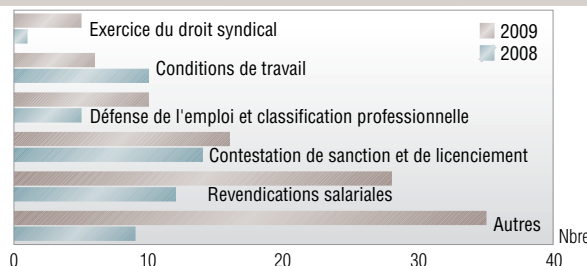 Exercice du droit syndical
2009
2008
Conditions de travail
Défense de l'emploi et classification professionnelle
Contestation de sanction et de licenciement
Revendications salariales
Autres
Nbre
0 10 20 30 40